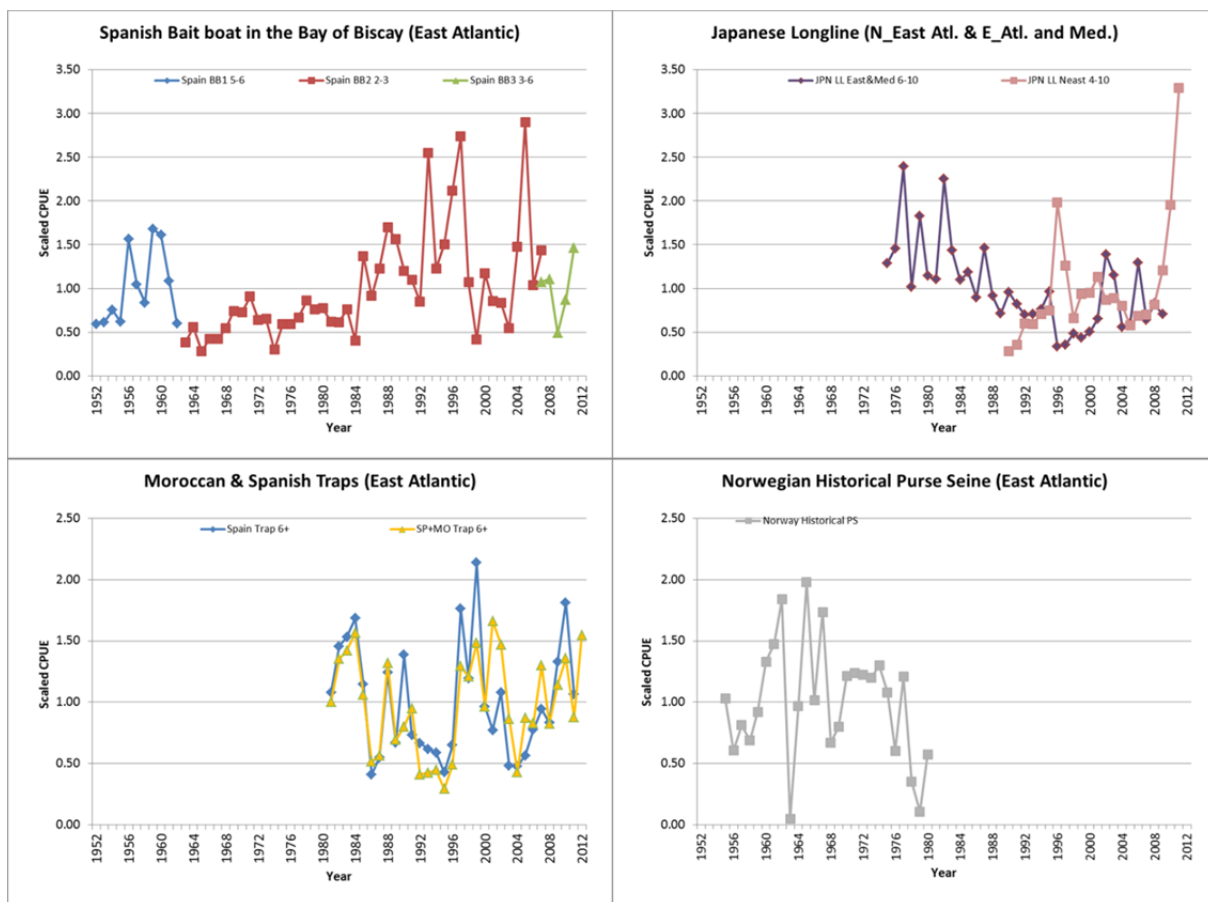 Spanish Bait boat in the Bay of Biscay (East Atlantic)
Spain BB1 5-6 Spain BB2 2-3 Spain BB3 3-6
Scaled CPUE
3.50
3.00
2.50
2.00
1.50
1.00
0.50
0.00
1952 1956 1960 1964 1968 1972 1976 1980 1984 1988 1992 1996 2000 2004 2008 2012
Year
Japanese Longline (N_East Atl. & E_Atl. and Med.)
JPN LL East&Med 6-10 JPN LL Neast 4-10
Scaled CPUE
3.50
3.00
2.50
2.00
1.50
1.00
0.50
0.00
1952 1956 1960 1964 1968 1972 1976 1980 1984 1988 1992 1996 2000 2004 2008 2012
Year
Moroccan & Spanish Traps (East Atlantic)
Spain Trap 6+ SP+MO Trap 6+
Scaled CPUE
2.50
2.00
1.50
1.00
0.50
0.00
1952 1956 1960 1964 1968 1972 1976 1980 1984 1988 1992 1996 2000 2004 2008 2012
Year
Norwegian Historical Purse Seine (East Atlantic)
Norway Historical PS
Scaled CPUE
2.50
2.00
1.50
1.00
0.50
0.00
1952 1956 1960 1964 1968 1972 1976 1980 1984 1988 1992 1996 2000 2004 2008 2012
Year